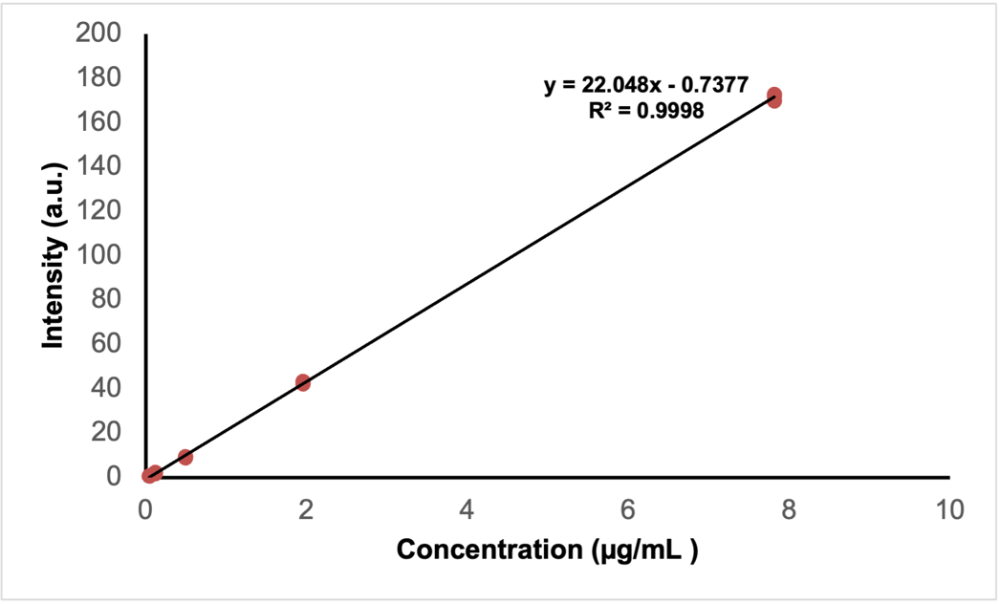 200
180
160
140
120
100
80
60
40
20
0
Intensity (a.u.)
y = 22.048x - 0.7377
R² = 0.9998
0 2 4 6 8 10
Concentration (µg/mL )